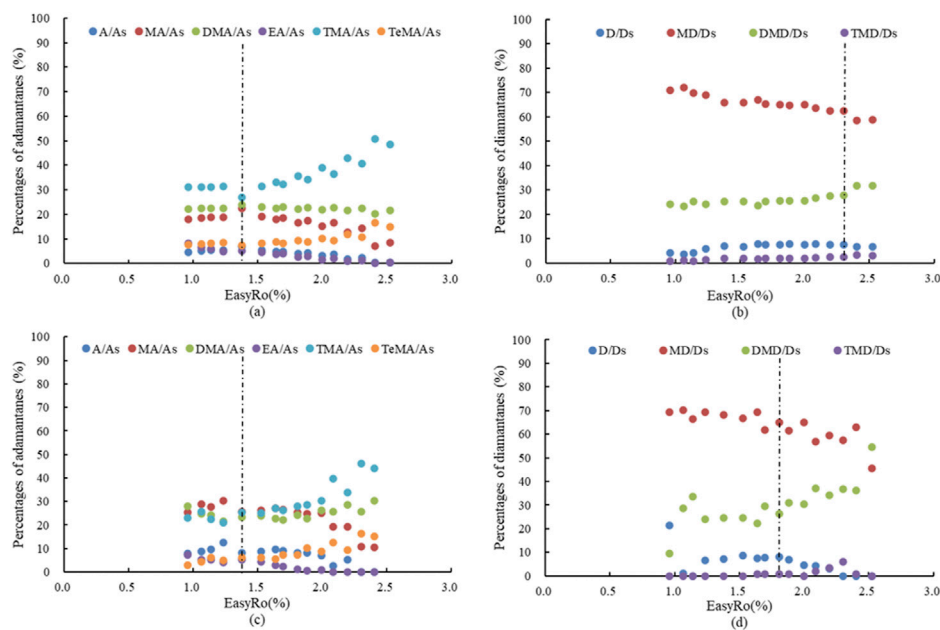 Percentages of adamantanes (%)
100
90
80
70
60
50
40
30
20
10
0
A/As MA/As DMA/As EA/As TMA/As TeMA/As
0.0 0.5 1.0 1.5 2.0 2.5 3.0
EasyRo(%)
(a)
Percentages of diamantanes (%)
100
90
80
70
60
50
40
30
20
10
0
D/Ds MD/Ds DMD/Ds TMD/Ds
0.0 0.5 1.0 1.5 2.0 2.5 3.0
EasyRo(%)
(b)
Percentages of adamantanes (%)
100
90
80
70
60
50
40
30
20
10
0
A/As MA/As DMA/As EA/As TMA/As TeMA/As
0.0 0.5 1.0 1.5 2.0 2.5 3.0
EasyRo(%)
(c)
Percentages of diamantanes (%)
100
90
80
70
60
50
40
30
20
10
0
D/Ds MD/Ds DMD/Ds TMD/Ds
0.0 0.5 1.0 1.5 2.0 2.5 3.0
EasyRo(%)
(d)